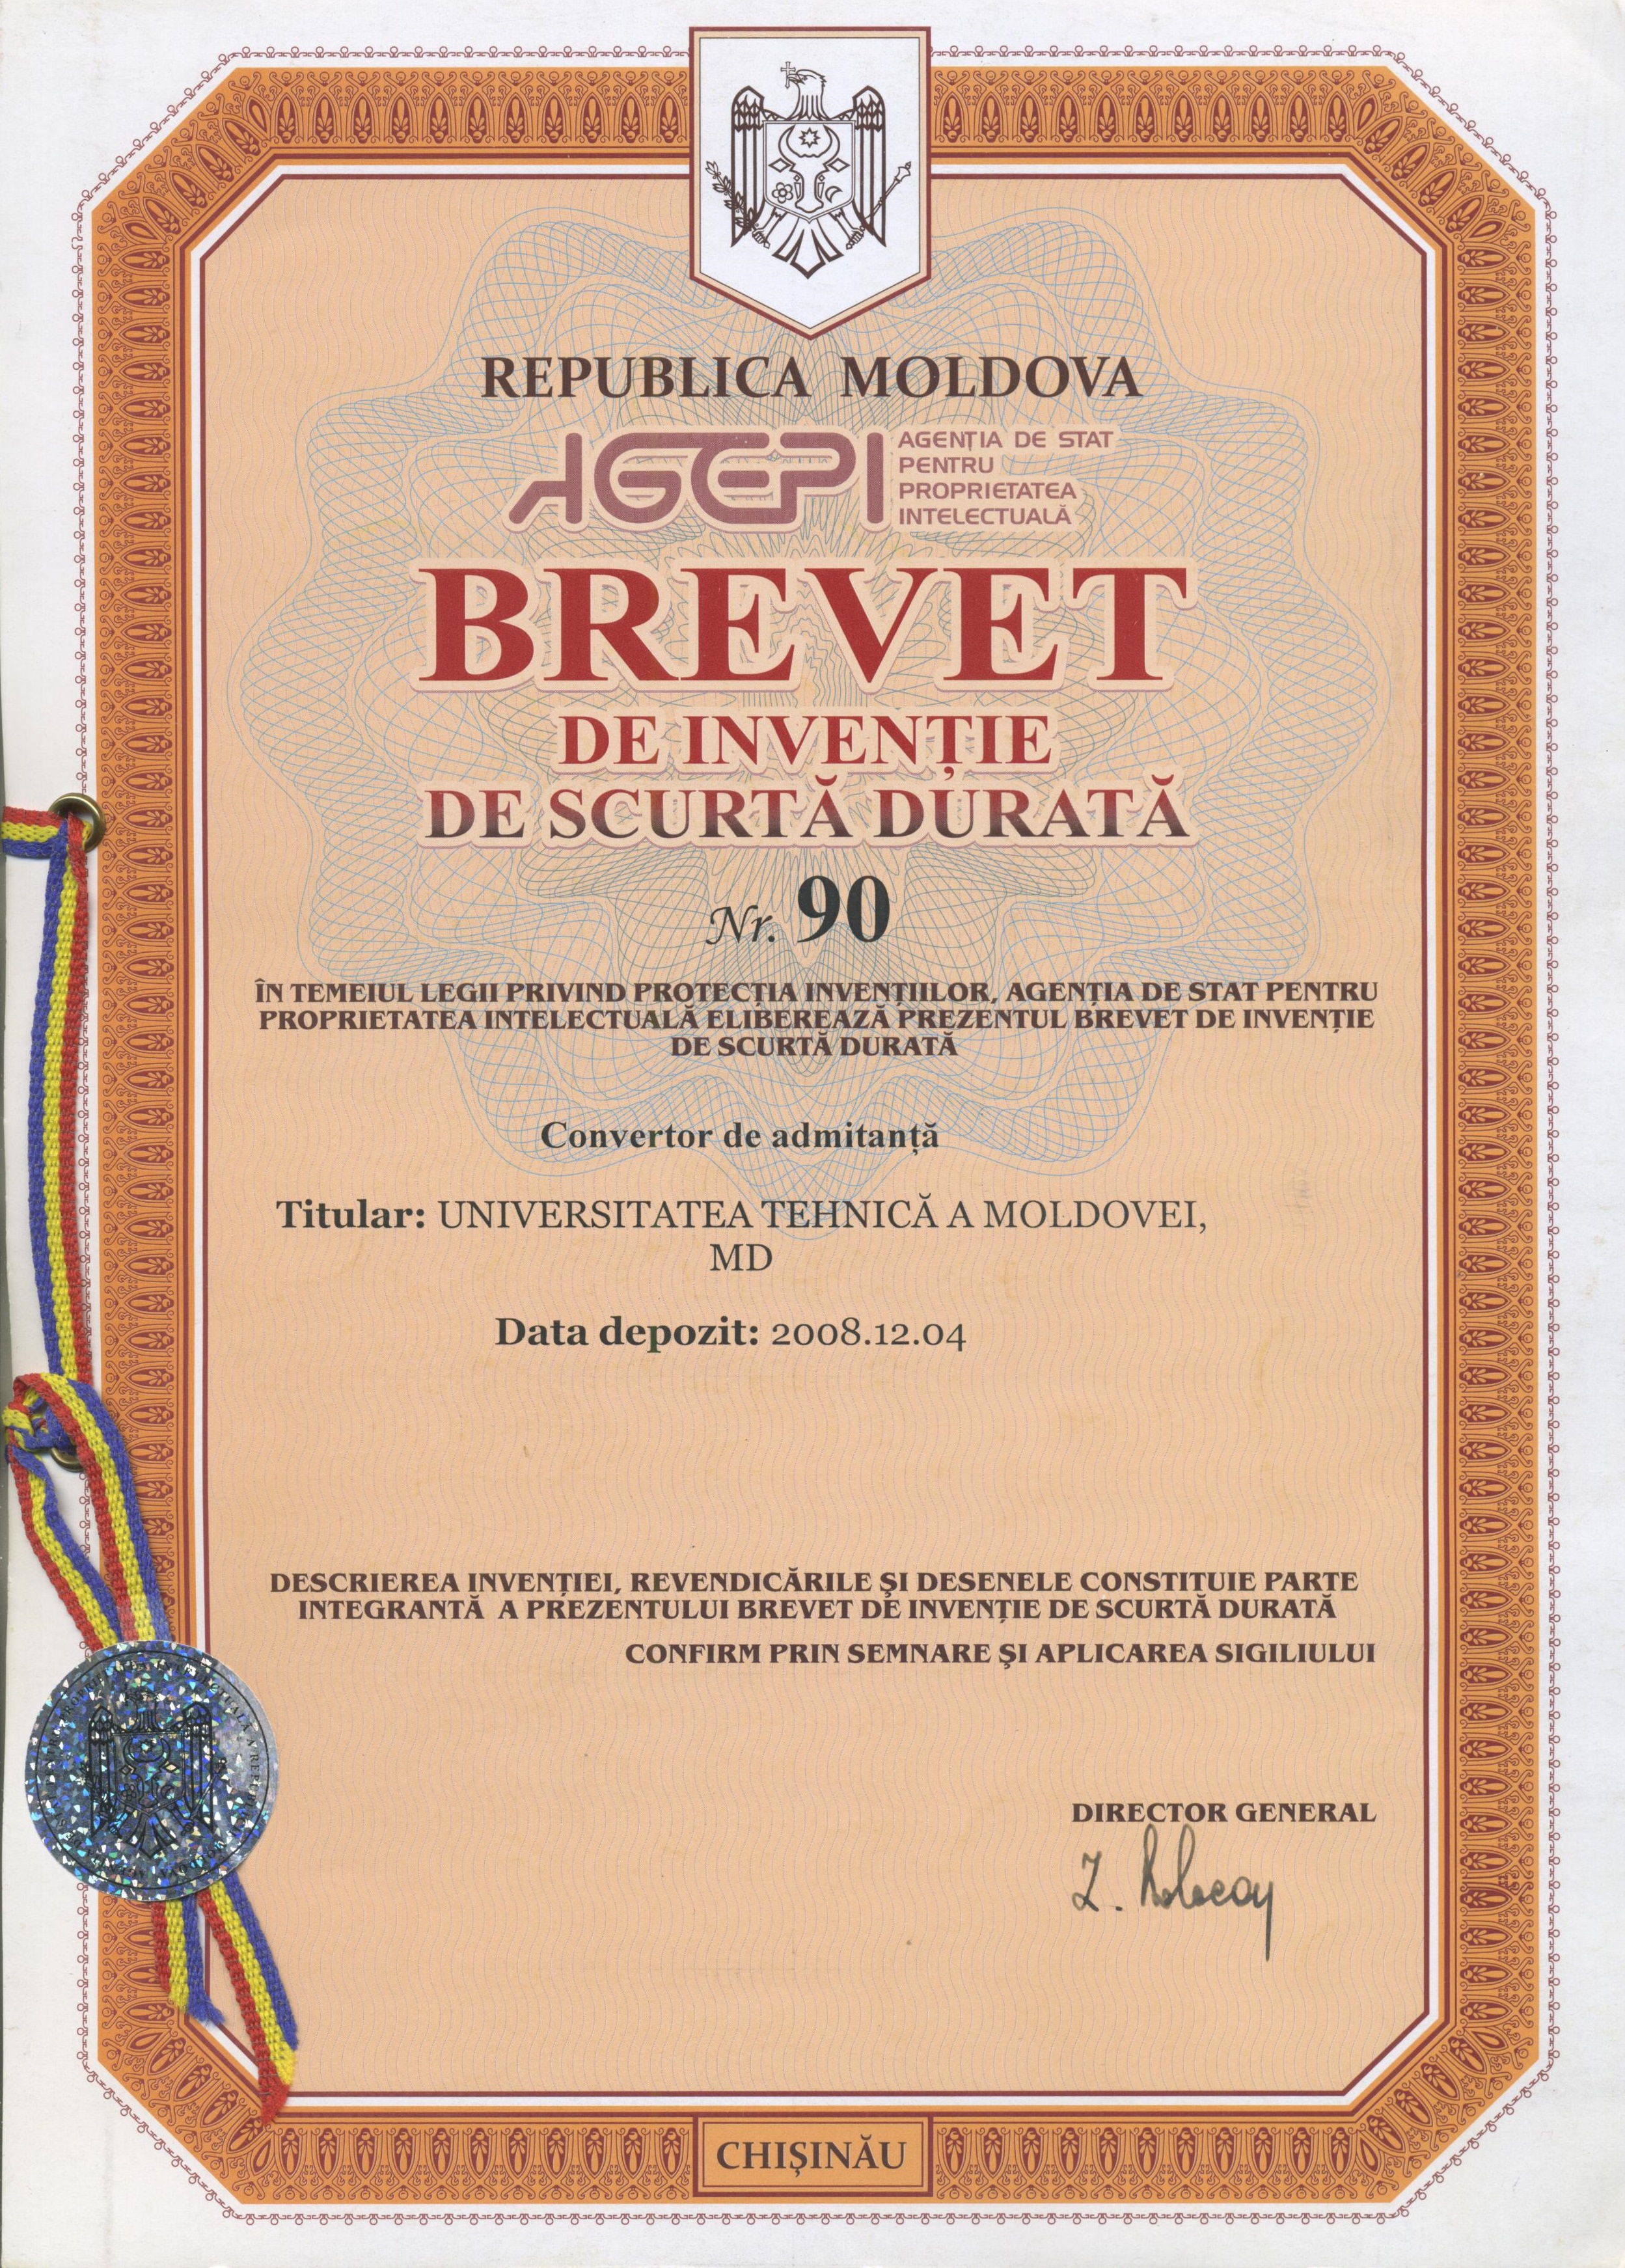 REPUBLICA MOLDOVA
AGEPI
AGENȚIA DE STAT
PENTRU
PROPRIETATEA
INTELECTUALĂ
BREVET
DE INVENȚIE
DE SCURTĂ DURATĂ
Nr. 90
ÎN TEMEIUL LEGII PRIVIND PROTECȚIA INVENȚIILOR, AGENȚIA DE STAT PENTRU
PROPRIETATEA INTELECTUALĂ ELIBEREAZĂ PREZENTUL BREVET DE INVENȚIE
DE SCURTĂ DURATĂ
Convertor de admitanță
Titular: UNIVERSITATEA TEHNICĂ A MOLDOVEI,
MD
Data depozit: 2008.12.04
DESCRIEREA INVENȚIEI, REVENDICĂRILE ŞI DESENELE CONSTITUIE PARTE
INTEGRANTĂ A PREZENTULUI BREVET DE INVENȚIE DE SCURTĂ DURATĂ
CONFIRM PRIN SEMNARE ŞI APLICAREA SIGILIULUI
DIRECTOR GENERAL
CHIŞINĂU